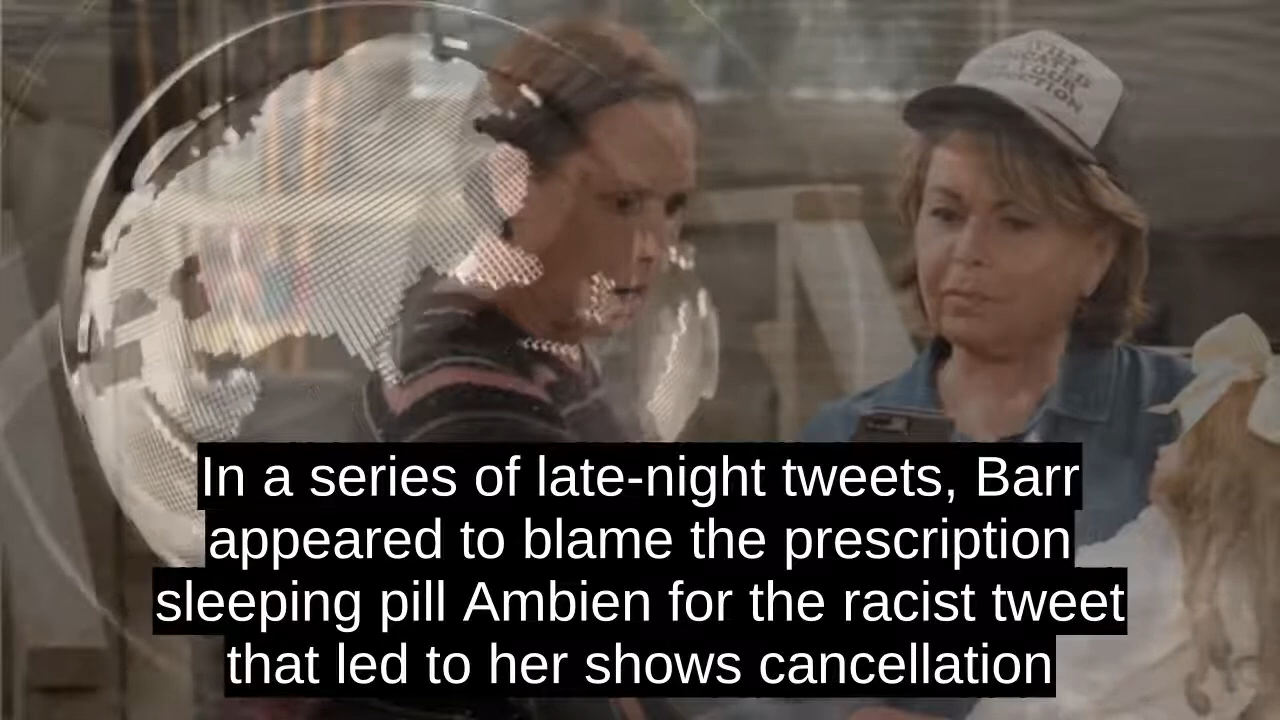 In a series of late-night tweets, Barr
appeared to blame the prescription
sleeping pill Ambien for the racist tweet
that led to her shows cancellation